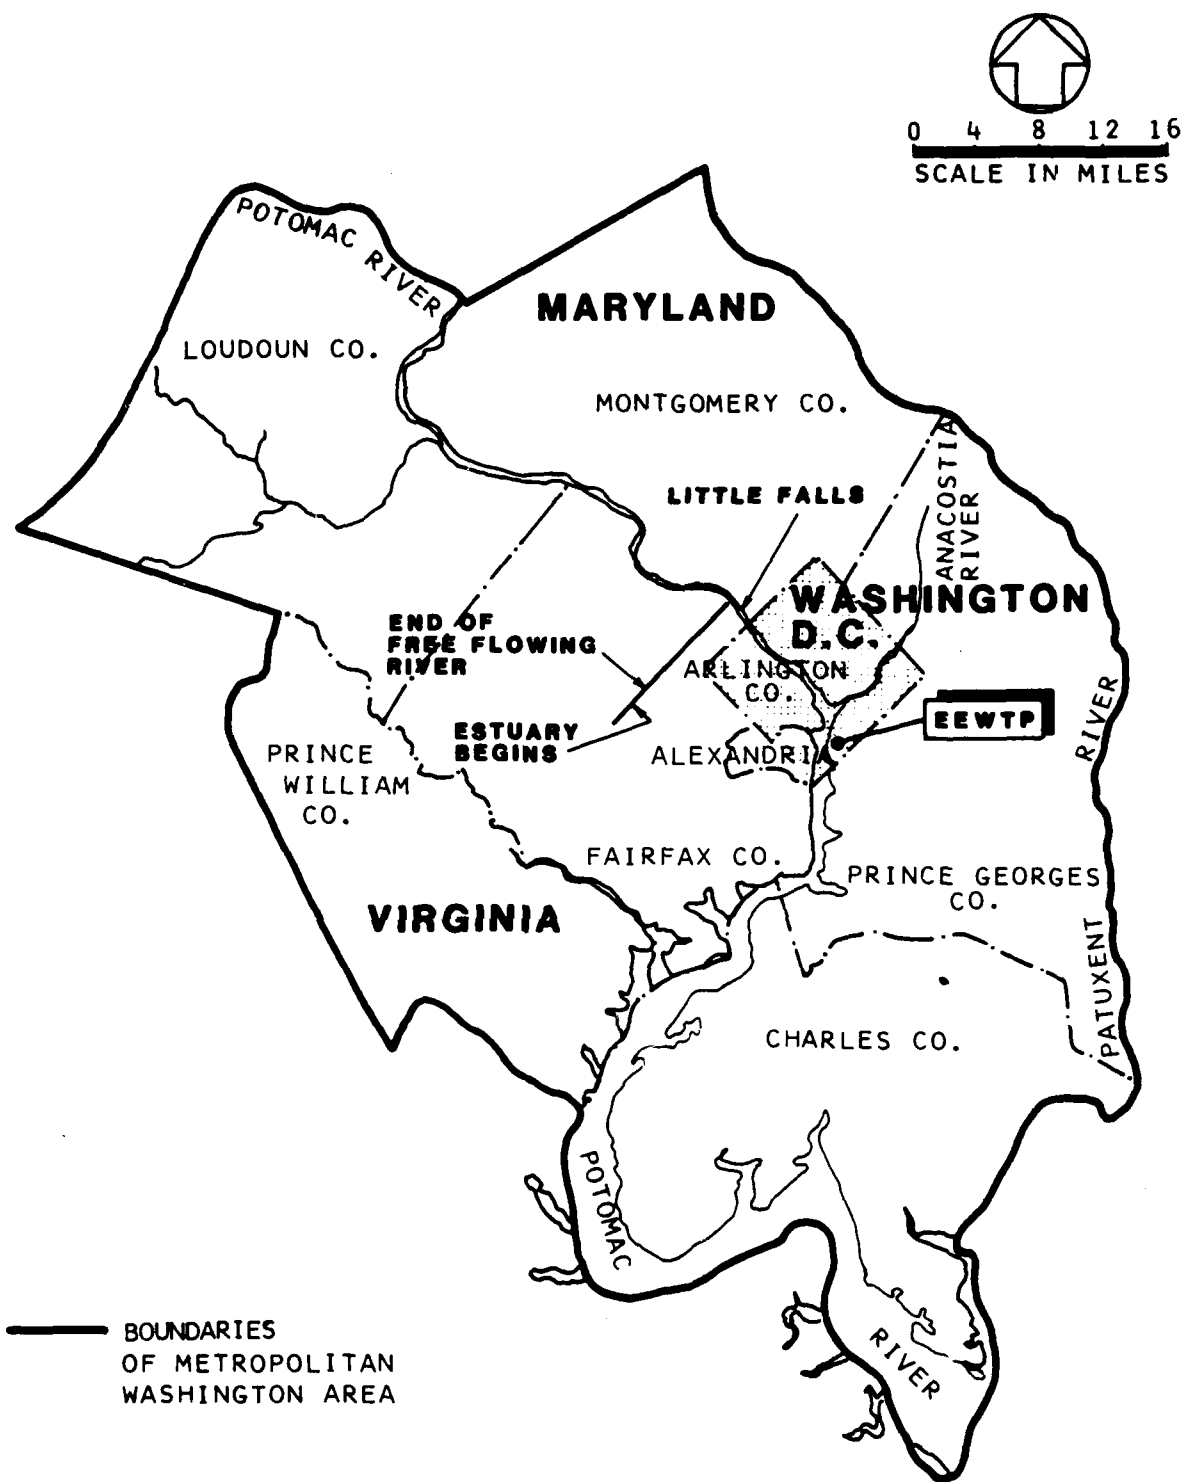 0 4 8 12 16
SCALE IN MILES
POTOMAC RIVER
MARYLAND
LOUDOUN CO.
MONTGOMERY CO.
ANACOSTIA
RIVER
LITTLE FALLS
WASHINGTON
D.C.
END OF
FREE FLOWING
RIVER
ARLINGTON
CO.
EEWTP
ESTUARY
BEGINS
ALEXANDRIA
PRINCE
WILLIAM
CO.
FAIRFAX CO.
PRINCE GEORGES
CO.
VIRGINIA
PATUXENT RIVER
CHARLES CO.
POTOMAC
RIVER
BOUNDARIES
OF METROPOLITAN
WASHINGTON AREA